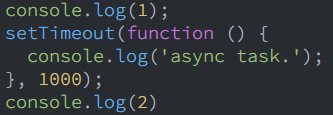 console.log(1);
setTimeout(function () {
  console.log('async task.');
}, 1000);
console.log(2)